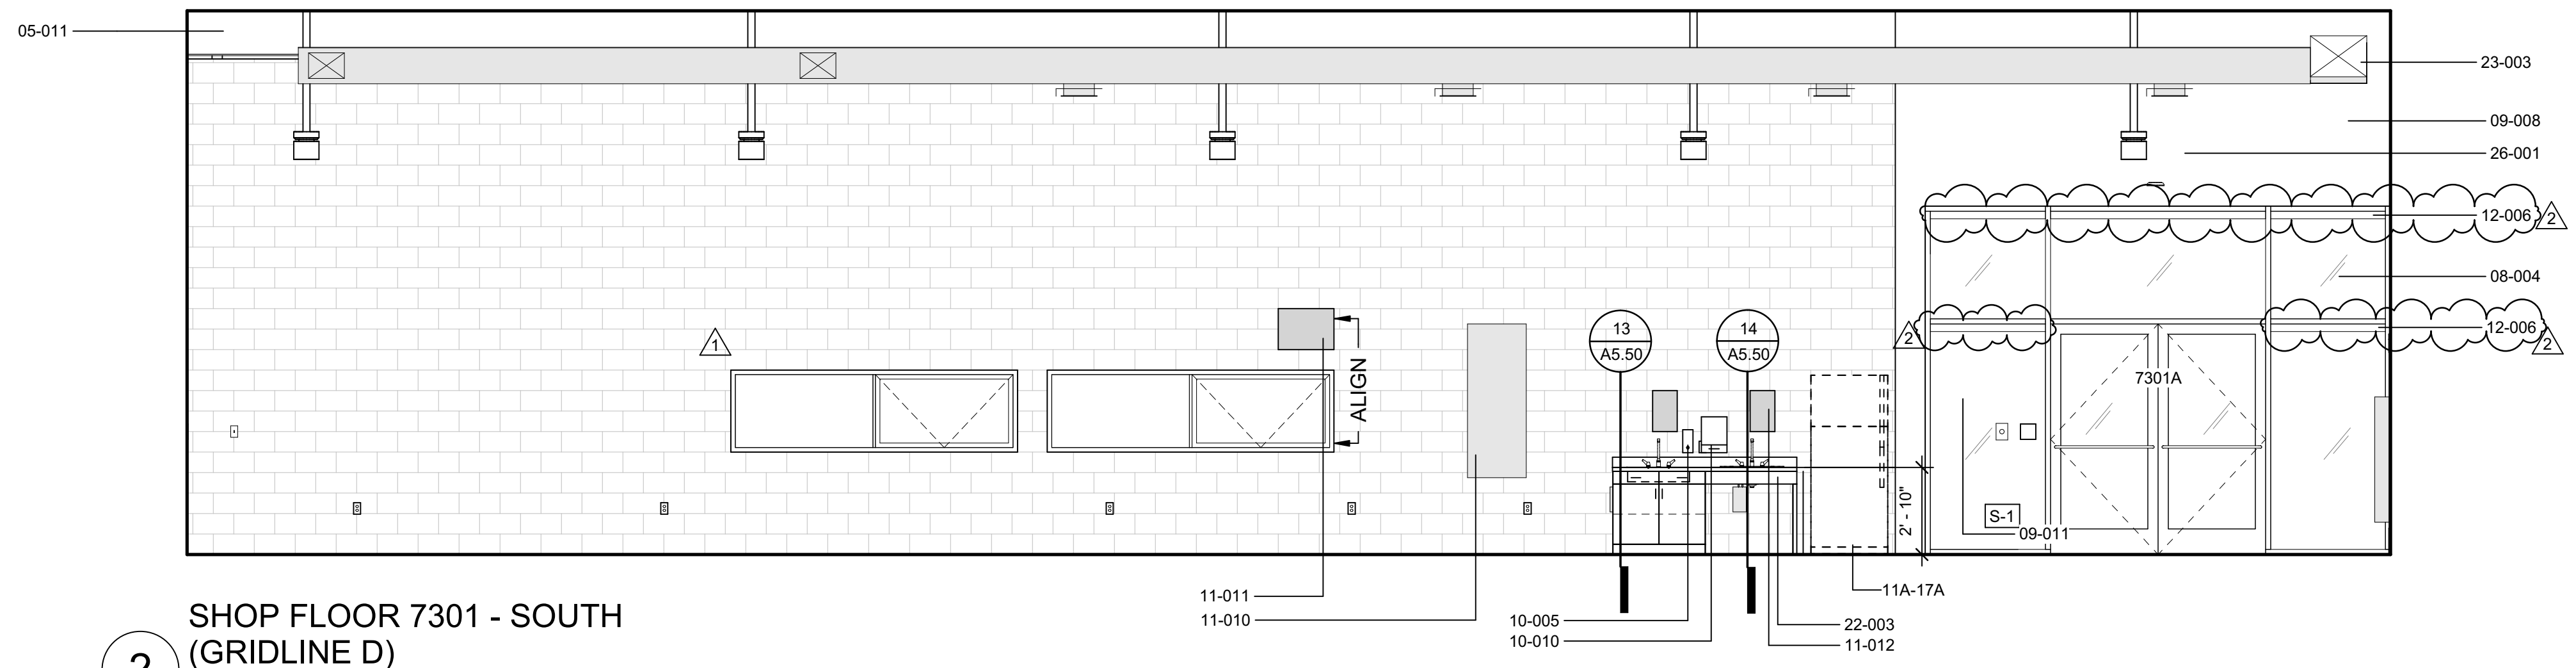 05-011
23-003
09-008
26-001
12-006
2
08-004
1
13
A5.50
14
A5.50
2
12-006
2
ALIGN
7301A
2' - 10"
S-1
09-011
11-011
11-010
10-005
10-010
11A-17A
22-003
11-012
SHOP FLOOR 7301 - SOUTH
(GRIDLINE D)
2